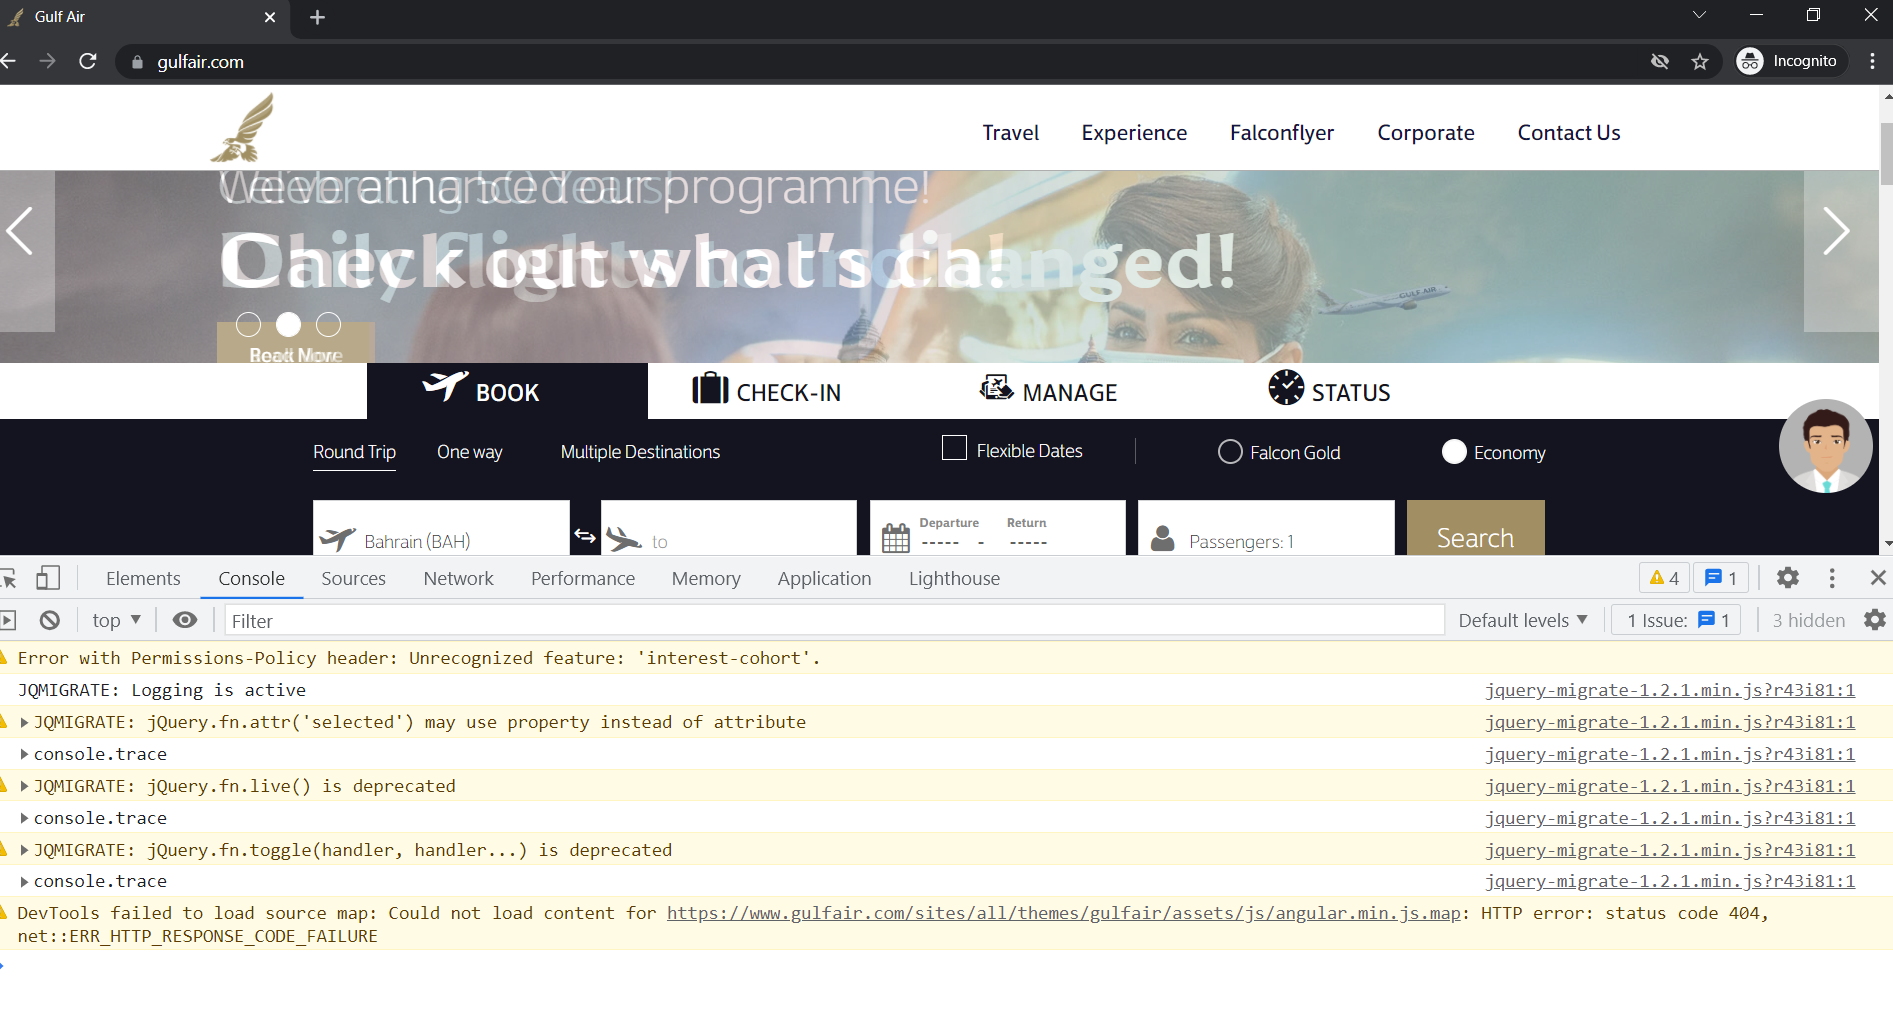 Gulf Air
gulfair.com
Incognito
Travel Experience Falconflyer Corporate Contact Us
programme!
Check out what's changed!
GULF AIR
BOOK CHECK-IN MANAGE STATUS
Round Trip One way Multiple Destinations Flexible Dates Falcon Gold Economy
Departure Return
Bahrain (BAH) to ----- - ----- Passengers: 1 Search
Elements Console Sources Network Performance Memory Application Lighthouse 4 1
top Filter Default levels 1 Issue: 1 3 hidden
Error with Permissions-Policy header: Unrecognized feature: 'interest-cohort'.
JQMIGRATE: Logging is active jquery-migrate-1.2.1.min.js?r43i81:1
JQMIGRATE: jQuery.fn.attr('selected') may use property instead of attribute jquery-migrate-1.2.1.min.js?r43i81:1
console.trace jquery-migrate-1.2.1.min.js?r43i81:1
JQMIGRATE: jQuery.fn.live() is deprecated jquery-migrate-1.2.1.min.js?r43i81:1
console.trace jquery-migrate-1.2.1.min.js?r43i81:1
JQMIGRATE: jQuery.fn.toggle(handler, handler...) is deprecated jquery-migrate-1.2.1.min.js?r43i81:1
console.trace jquery-migrate-1.2.1.min.js?r43i81:1
DevTools failed to load source map: Could not load content for https://www.gulfair.com/sites/all/themes/gulfair/assets/js/angular.min.js.map: HTTP error: status code 404,
net::ERR_HTTP_RESPONSE_CODE_FAILURE